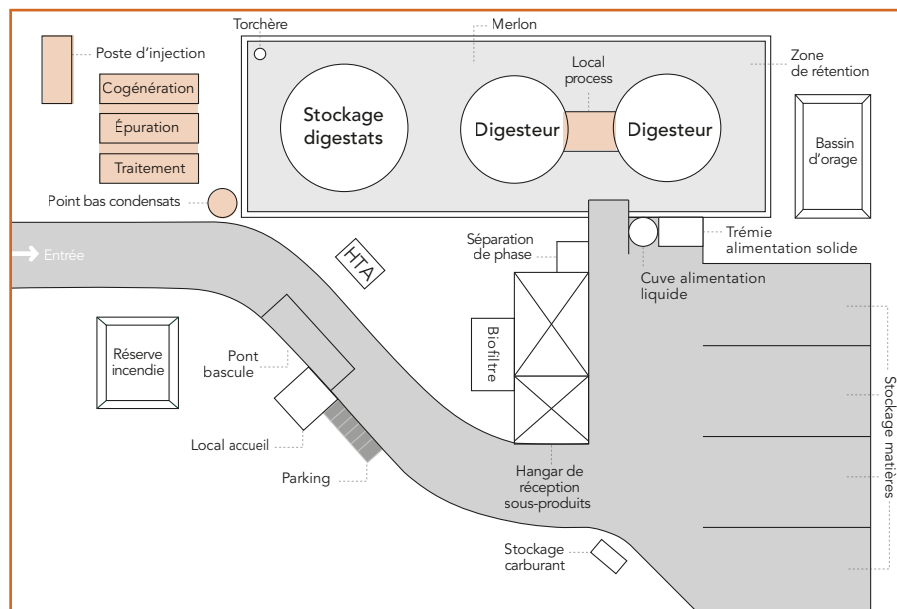 Torchère
Merlon
Poste d'injection
Local
process
Zone
de rétention
Cogénération
Épuration
Traitement
Stockage
digestats
Digesteur
Digesteur
Bassin
d'orage
Point bas condensats
Entrée
HTA
Séparation
de phase
Trémie
alimentation solide
Cuve alimentation
liquide
Réserve
incendie
Pont
bascule
Biofiltre
Stockage matières
Local accueil
Parking
Hangar de
réception
sous-produits
Stockage
carburant